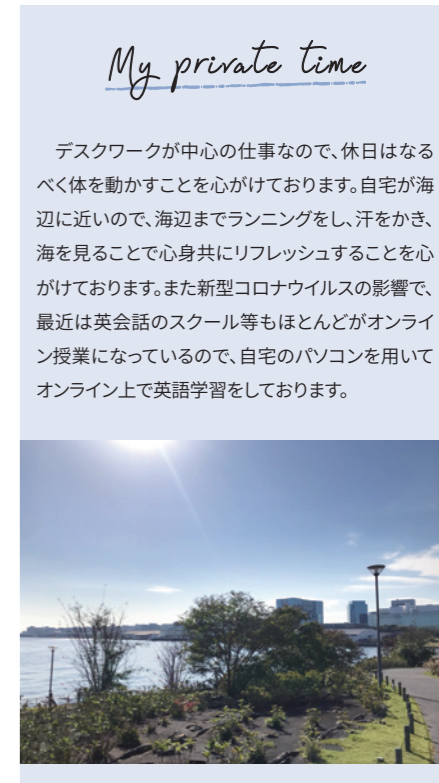 My private time
デスクワークが中心の仕事なので、休日はなる
べく体を動かすことを心がけております。自宅が海
辺に近いので、海辺までランニングをし、汗をかき、
海を見ることで心身共にリフレッシュすることを心
がけております。また新型コロナウイルスの影響で、
最近は英会話のスクール等もほとんどがオンライ
ン授業になっているので、自宅のパソコンを用いて
オンライン上で英語学習をしております。